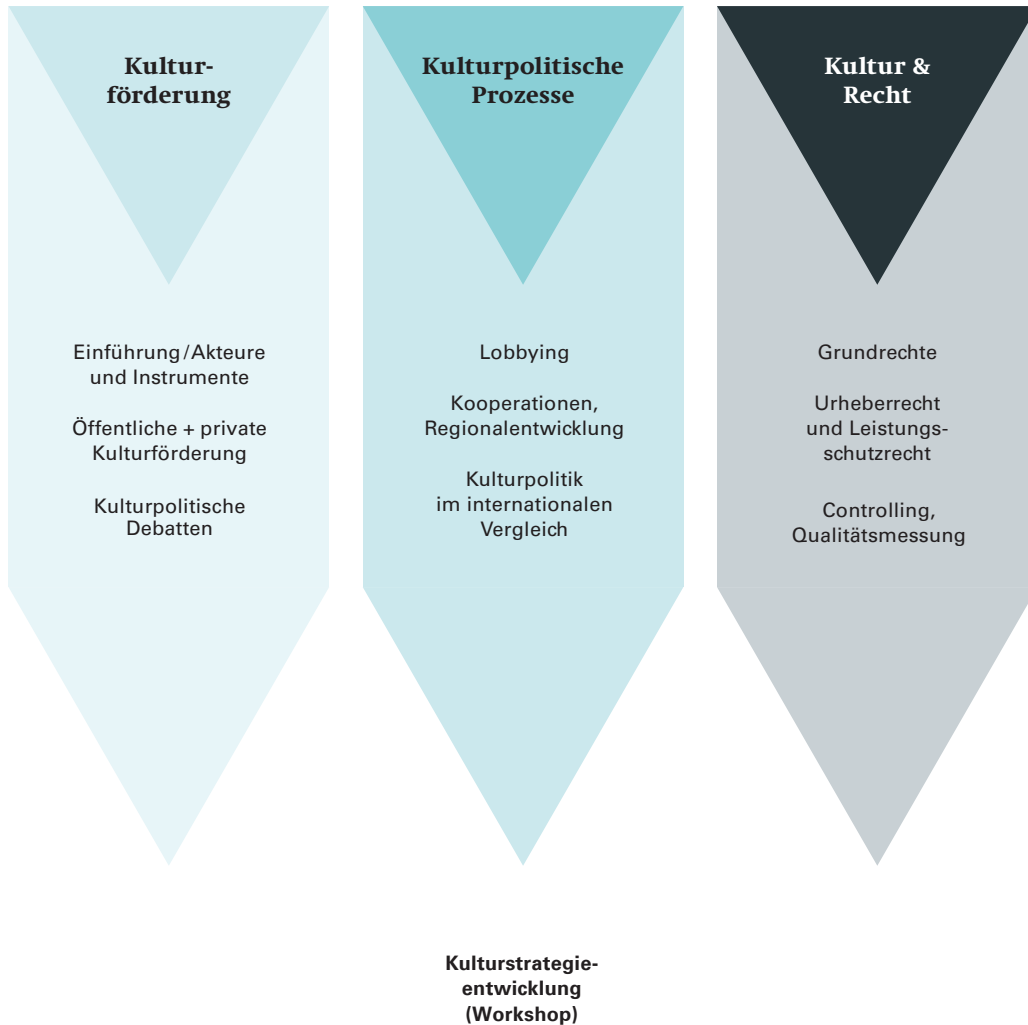 Kultur-
förderung
Einführung/Akteure
und Instrumente
Öffentliche + private
Kulturförderung
Kulturpolitische
Debatten
Kulturpolitische
Prozesse
Lobbying
Kooperationen,
Regionalentwicklung
Kulturpolitik
im internationalen
Vergleich
Kultur &
Recht
Grundrechte
Urheberrecht
und Leistungs-
schutzrecht
Controlling,
Qualitätsmessung
Kulturstrategie-
entwicklung
(Workshop)